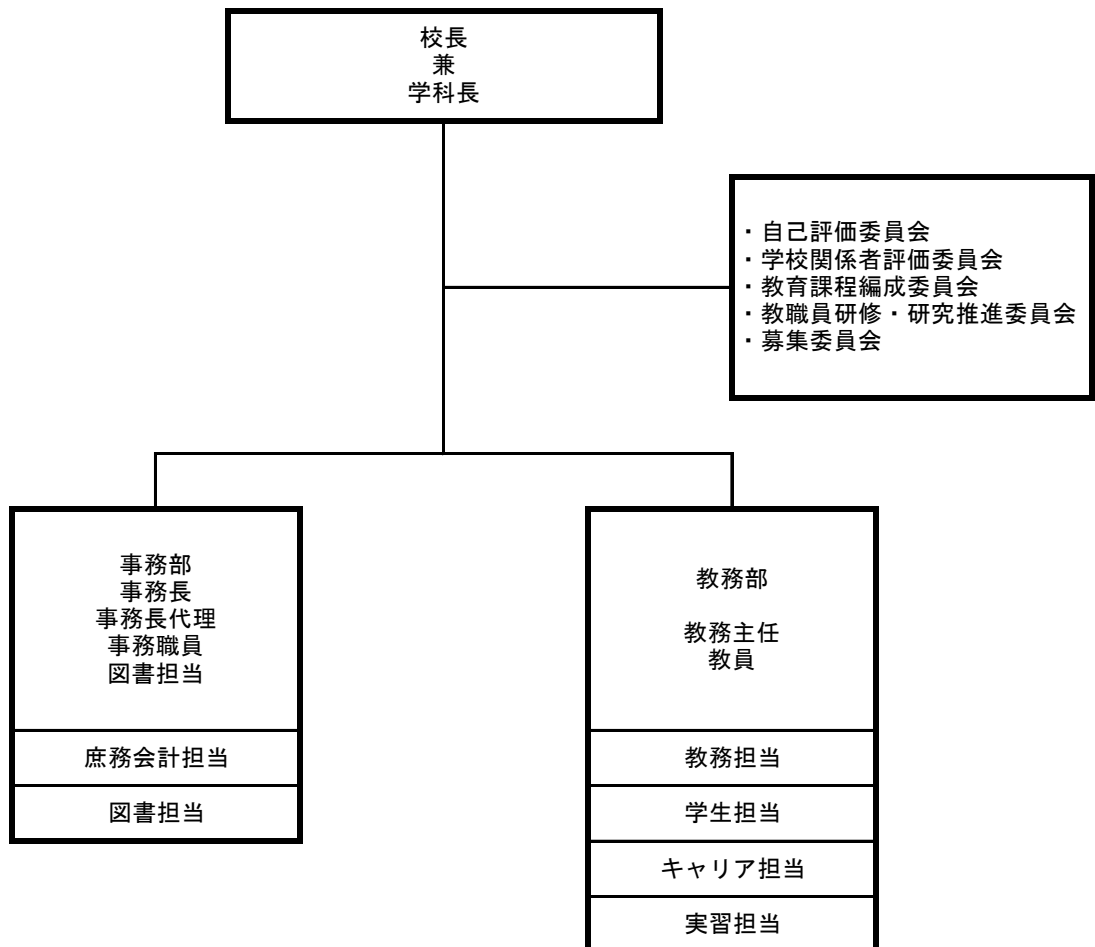 校長
兼
学科長
・自己評価委員会
・学校関係者評価委員会
・教育課程編成委員会
・教職員研修・研究推進委員会
・募集委員会
事務部
事務長
事務長代理
事務職員
図書担当
庶務会計担当
図書担当
教務部
教務主任
教員
教務担当
学生担当
キャリア担当
実習担当